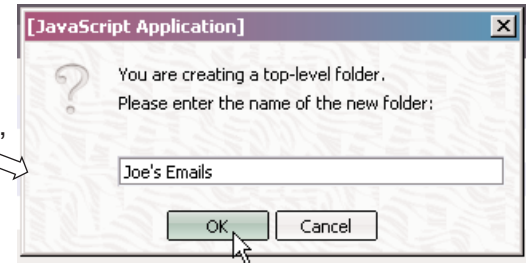 [JavaScript Application]
You are creating a top-level folder.
Please enter the name of the new folder:
,
Joe's Emails
OK Cancel